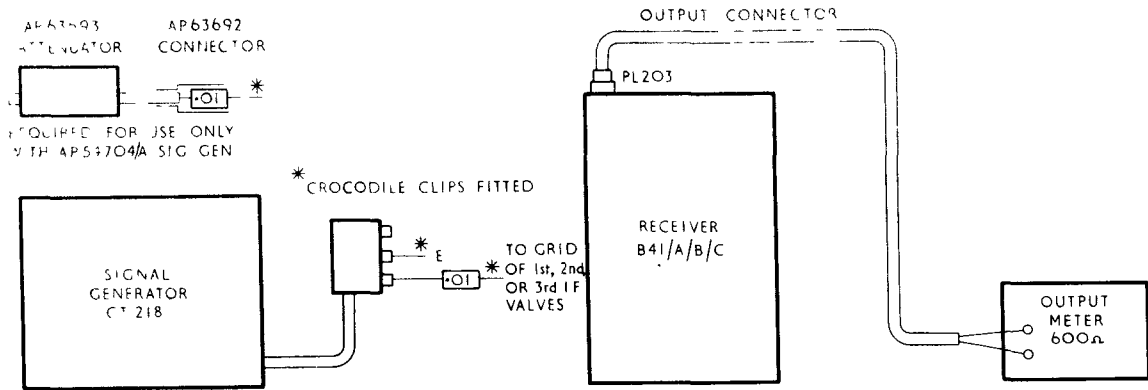 AP63693
ATTENUATOR
AP63692
CONNECTOR
·01
*
REQUIRED FOR USE ONLY
WITH SIG GEN
* CROCODILE CLIPS FITTED
SIGNAL
GENERATOR
CT 218
* E
·01
*
TO GRID
OF 1st, 2nd
OR 3rd IF
VALVES
OUTPUT CONNECTOR
PL203
RECEIVER
B41/A/B/C
OUTPUT
METER
600Ω